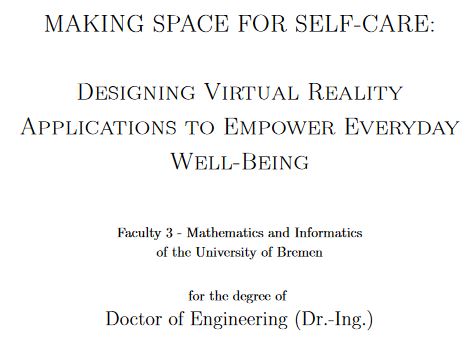 MAKING SPACE FOR SELF-CARE:
Designing Virtual Reality
Applications to Empower Everyday
Well-Being
Faculty 3 - Mathematics and Informatics
of the University of Bremen
for the degree of
Doctor of Engineering (Dr.-Ing.)